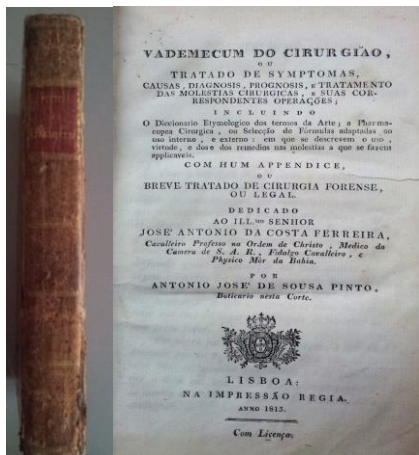 VADEMECUM DO CIRURGIÃO,
OU
TRATADO DE SYMPTOMAS,
CAUSAS, DIAGNOSIS, PROGNOSIS, E TRATAMENTO
DAS MOLESTIAS CIRURGICAS, E SUAS COR-
RESPONDENTES OPERAÇÕES;
INCLUINDO
O Diccionario Etymologico dos termos da Arte; a Pharma-
copea Cirurgica, ou Selecção de Fórmulas adaptadas ao
uso interno, e externo: em que se descrevem o uso,
virtude, e dose dos remedios nas molestias a que se fazem
applicaveis.
COM HUM APPENDICE,
OU
BREVE TRATADO DE CIRURGIA FORENSE,
OU LEGAL.
DEDICADO
AO ILL.MO SENHOR
JOSE' ANTONIO DA COSTA FERREIRA,
Cavalleiro Professo na Ordem de Christo, Medico da
Camera de S. A. R., Fidalgo Cavalleiro, e
Physico Mór da Bahia.
POR
ANTONIO JOSE' DE SOUSA PINTO,
Boticario nesta Corte.
LISBOA:
NA IMPRESSÃO REGIA.
ANNO 1815.
Com Licença.